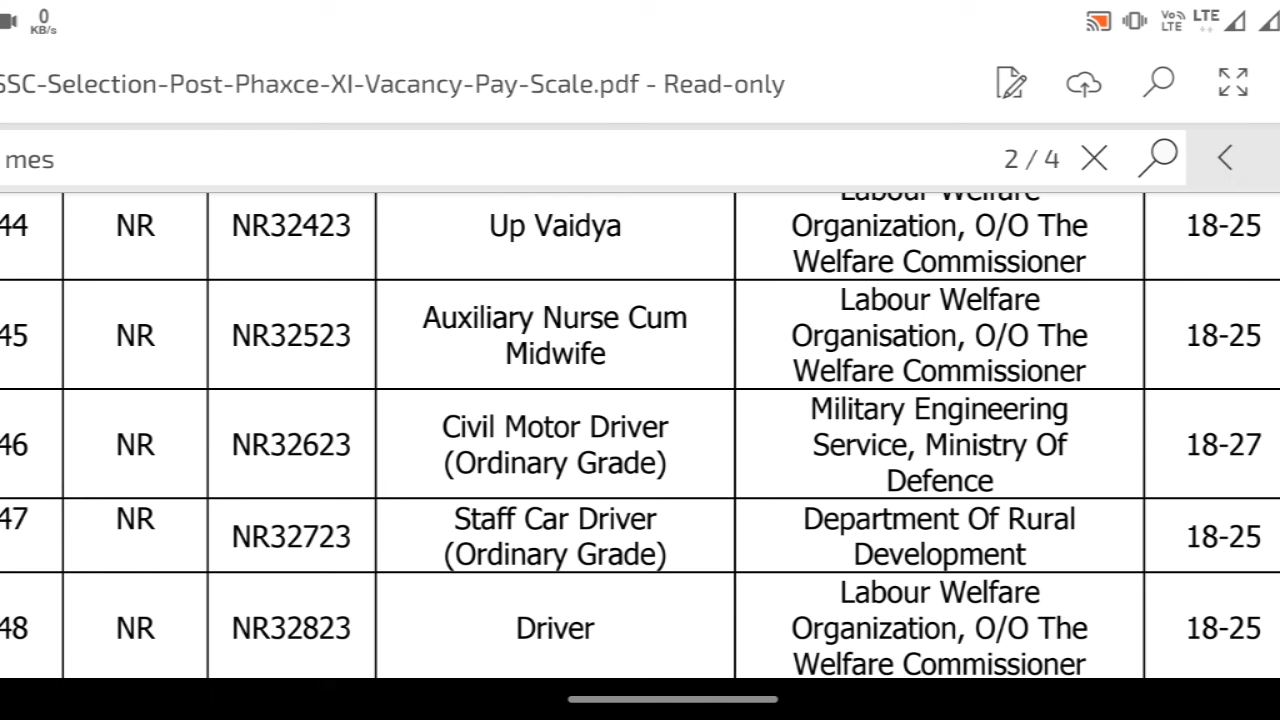 0
KB/s
Vo
LTE
LTE
SSC-Selection-Post-Phaxce-XI-Vacancy-Pay-Scale.pdf - Read-only
mes
2 / 4
44 NR NR32423 Up Vaidya Labour Welfare
Organization, O/O The
Welfare Commissioner 18-25
45 NR NR32523 Auxiliary Nurse Cum
Midwife Labour Welfare
Organisation, O/O The
Welfare Commissioner 18-25
46 NR NR32623 Civil Motor Driver
(Ordinary Grade) Military Engineering
Service, Ministry Of
Defence 18-27
47 NR NR32723 Staff Car Driver
(Ordinary Grade) Department Of Rural
Development 18-25
48 NR NR32823 Driver Labour Welfare
Organization, O/O The
Welfare Commissioner 18-25